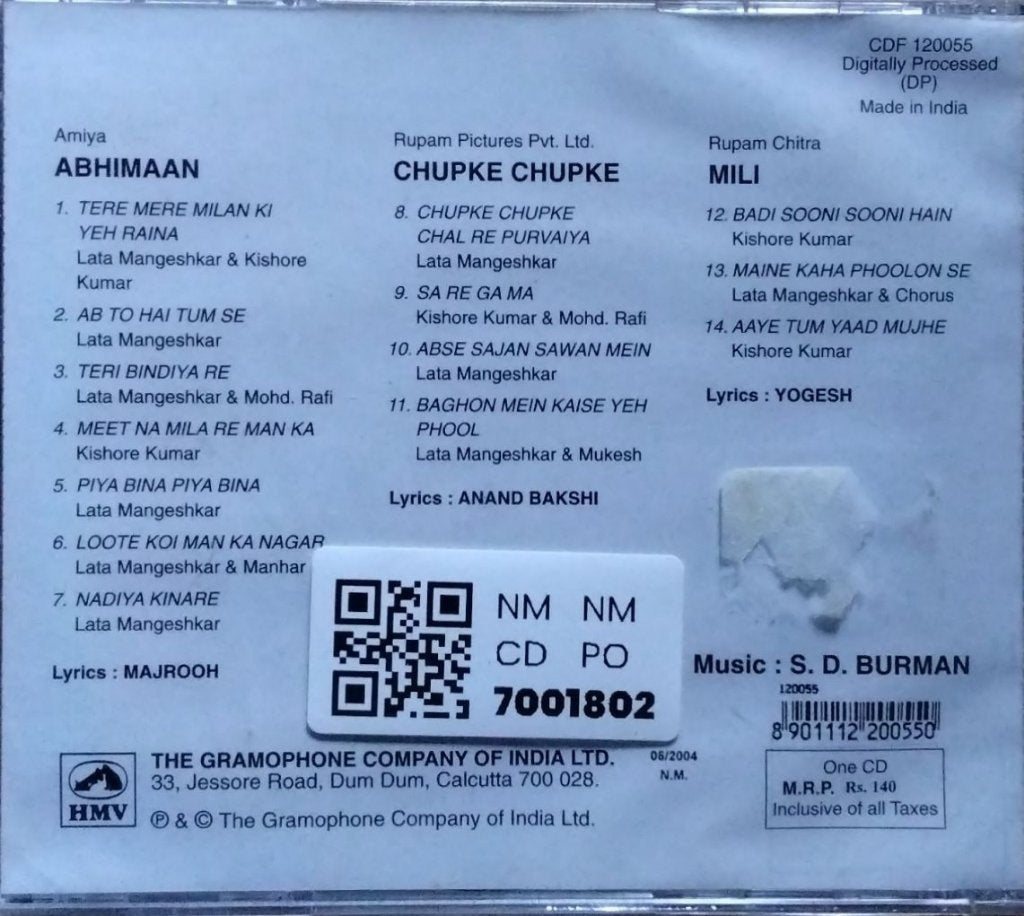 CDF 120055
Digitally Processed
(DP)
Made in India
Amiya
ABHIMAAN
1. TERE MERE MILAN KI
YEH RAINA
Lata Mangeshkar & Kishore
Kumar
2. AB TO HAI TUM SE
Lata Mangeshkar
3. TERI BINDIYA RE
Lata Mangeshkar & Mohd. Rafi
4. MEET NA MILA RE MAN KA
Kishore Kumar
5. PIYA BINA PIYA BINA
Lata Mangeshkar
6. LOOTE KOI MAN KA NAGAR
Lata Mangeshkar & Manhar
7. NADIYA KINARE
Lata Mangeshkar
Lyrics : MAJROOH
Rupam Pictures Pvt. Ltd.
CHUPKE CHUPKE
8. CHUPKE CHUPKE
CHAL RE PURVAIYA
Lata Mangeshkar
9. SA RE GA MA
Kishore Kumar & Mohd. Rafi
10. ABSE SAJAN SAWAN MEIN
Lata Mangeshkar
11. BAGHON MEIN KAISE YEH
PHOOL
Lata Mangeshkar & Mukesh
Lyrics : ANAND BAKSHI
Rupam Chitra
MILI
12. BADI SOONI SOONI HAIN
Kishore Kumar
13. MAINE KAHA PHOOLON SE
Lata Mangeshkar & Chorus
14. AAYE TUM YAAD MUJHE
Kishore Kumar
Lyrics : YOGESH
NM NM
CD PO
7001802
Music : S. D. BURMAN
120055
8 901112 200550
HMV
THE GRAMOPHONE COMPANY OF INDIA LTD.
33, Jessore Road, Dum Dum, Calcutta 700 028.
℗ & © The Gramophone Company of India Ltd.
06/2004
N.M.
One CD
M.R.P. Rs. 140
Inclusive of all Taxes